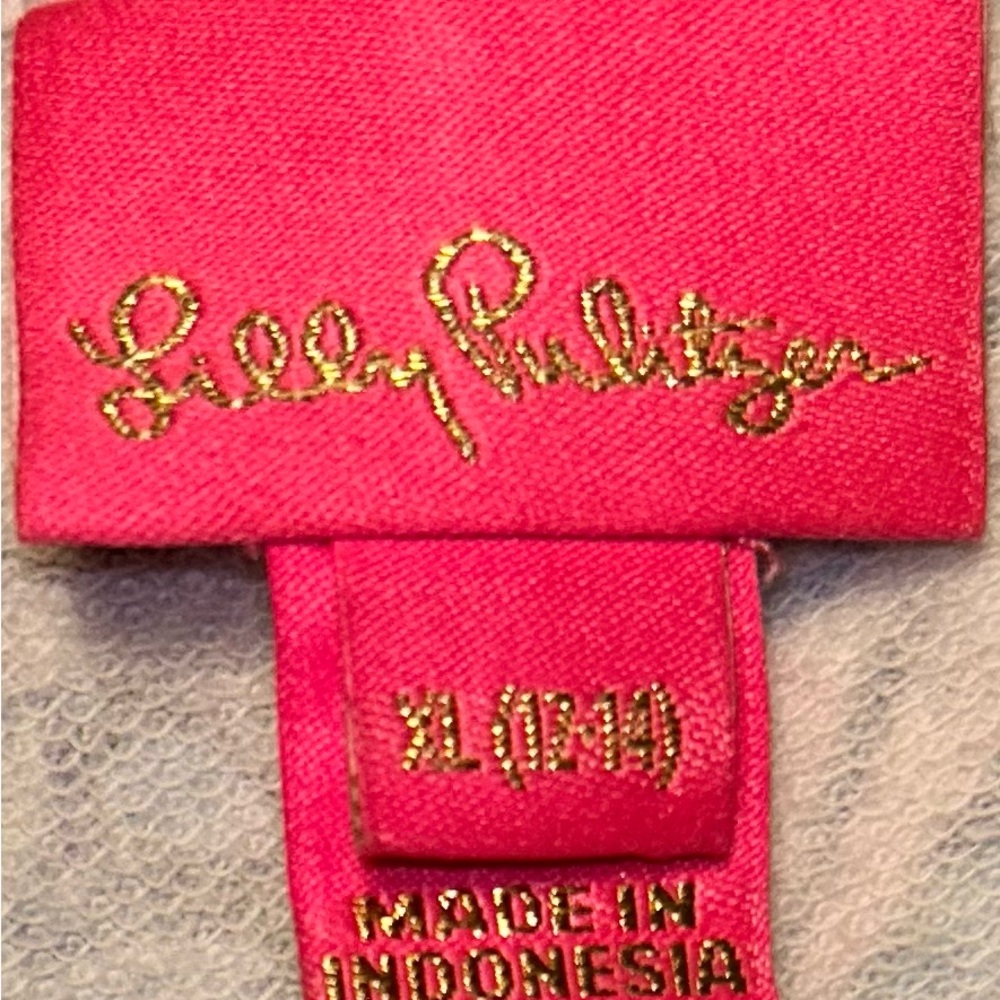 Lilly Pulitzer
XL (12-14)
MADE IN
INDONESIA